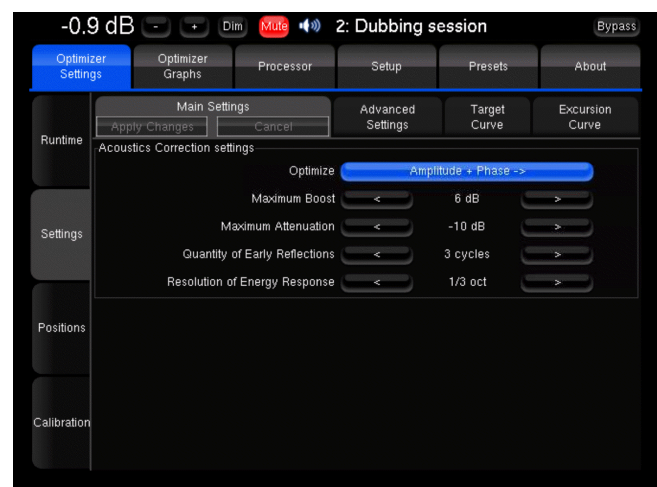 -0.9 dB - + Dim Mute 2: Dubbing session Bypass
Optimizer Settings
Optimizer Graphs
Processor
Setup
Presets
About
Runtime
Settings
Positions
Calibration
Main Settings
Apply Changes Cancel
Advanced Settings
Target Curve
Excursion Curve
Acoustics Correction settings
Optimize Amplitude + Phase ->
Maximum Boost < 6 dB >
Maximum Attenuation < -10 dB >
Quantity of Early Reflections < 3 cycles >
Resolution of Energy Response < 1/3 oct >